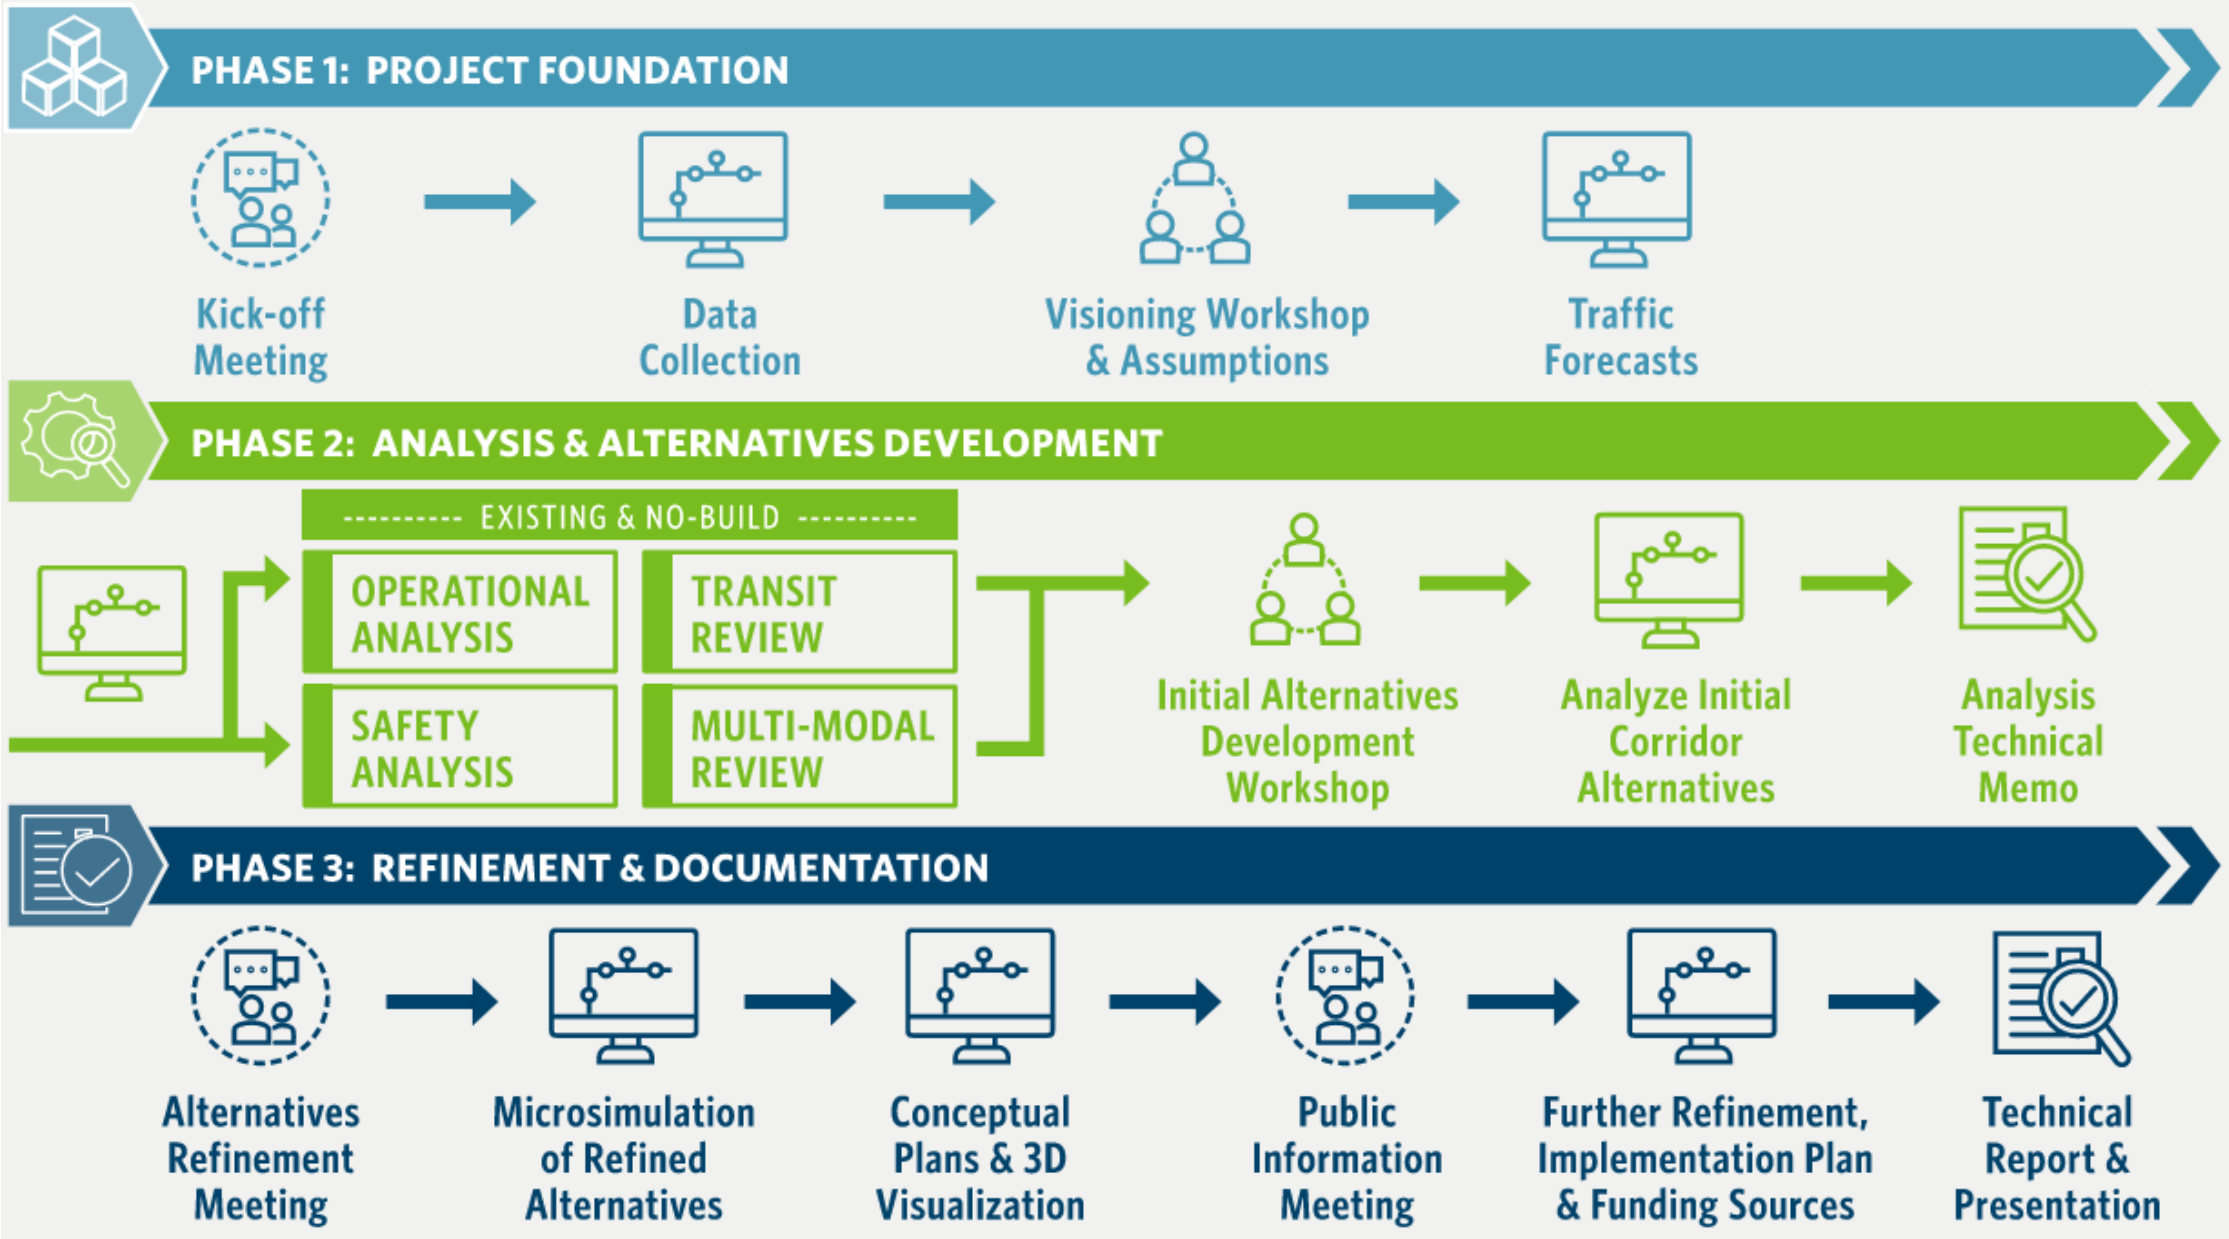 PHASE 1: PROJECT FOUNDATION
Kick-off
Meeting
Data
Collection
Visioning Workshop
& Assumptions
Traffic
Forecasts
PHASE 2: ANALYSIS & ALTERNATIVES DEVELOPMENT
---------- EXISTING & NO-BUILD ----------
OPERATIONAL
ANALYSIS
TRANSIT
REVIEW
SAFETY
ANALYSIS
MULTI-MODAL
REVIEW
Initial Alternatives
Development
Workshop
Analyze Initial
Corridor
Alternatives
Analysis
Technical
Memo
PHASE 3: REFINEMENT & DOCUMENTATION
Alternatives
Refinement
Meeting
Microsimulation
of Refined
Alternatives
Conceptual
Plans & 3D
Visualization
Public
Information
Meeting
Further Refinement,
Implementation Plan
& Funding Sources
Technical
Report &
Presentation